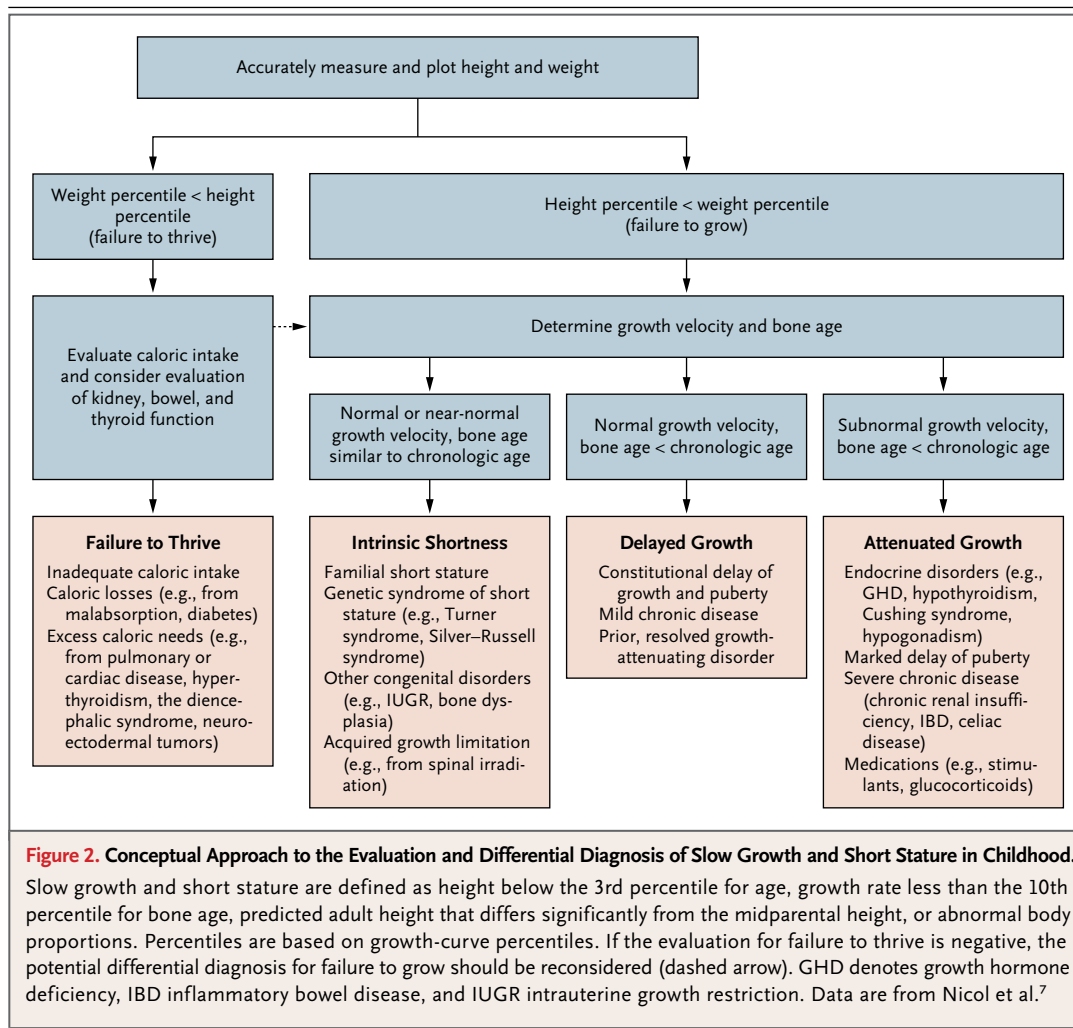 Accurately measure and plot height and weight
Weight percentile < height
percentile
(failure to thrive)
Height percentile < weight percentile
(failure to grow)
Evaluate caloric intake
and consider evaluation
of kidney, bowel, and
thyroid function
Determine growth velocity and bone age
Normal or near-normal
growth velocity, bone age
similar to chronologic age
Normal growth velocity,
bone age < chronologic age
Subnormal growth velocity,
bone age < chronologic age
Failure to Thrive
Inadequate caloric intake
Caloric losses (e.g., from
malabsorption, diabetes)
Excess caloric needs (e.g.,
from pulmonary or
cardiac disease, hyper-
thyroidism, the dience-
phalic syndrome, neuro-
ectodermal tumors)
Intrinsic Shortness
Familial short stature
Genetic syndrome of short
stature (e.g., Turner
syndrome, Silver–Russell
syndrome)
Other congenital disorders
(e.g., IUGR, bone dys-
plasia)
Acquired growth limitation
(e.g., from spinal irradi-
ation)
Delayed Growth
Constitutional delay of
growth and puberty
Mild chronic disease
Prior, resolved growth-
attenuating disorder
Attenuated Growth
Endocrine disorders (e.g.,
GHD, hypothyroidism,
Cushing syndrome,
hypogonadism)
Marked delay of puberty
Severe chronic disease
(chronic renal insuffi-
ciency, IBD, celiac
disease)
Medications (e.g., stimu-
lants, glucocorticoids)
Figure 2. Conceptual Approach to the Evaluation and Differential Diagnosis of Slow Growth and Short Stature in Childhood.
Slow growth and short stature are defined as height below the 3rd percentile for age, growth rate less than the 10th
percentile for bone age, predicted adult height that differs significantly from the midparental height, or abnormal body
proportions. Percentiles are based on growth-curve percentiles. If the evaluation for failure to thrive is negative, the
potential differential diagnosis for failure to grow should be reconsidered (dashed arrow). GHD denotes growth hormone
deficiency, IBD inflammatory bowel disease, and IUGR intrauterine growth restriction. Data are from Nicol et al.⁷